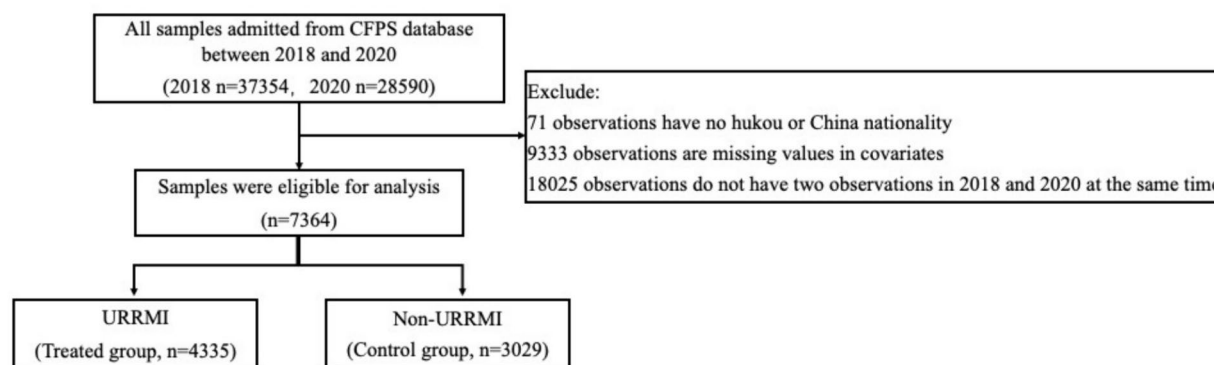 All samples admitted from CFPS database
between 2018 and 2020
(2018 n=37354, 2020 n=28590)
Exclude:
71 observations have no hukou or China nationality
9333 observations are missing values in covariates
18025 observations do not have two observations in 2018 and 2020 at the same time
Samples were eligible for analysis
(n=7364)
URRMI
(Treated group, n=4335)
Non-URRMI
(Control group, n=3029)